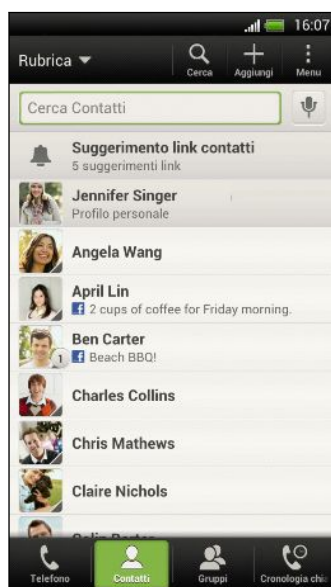 16:07
Rubrica
Cerca
Aggiungi
Menu
Cerca Contatti
Suggerimento link contatti
5 suggerimenti link
Jennifer Singer
Profilo personale
Angela Wang
April Lin
2 cups of coffee for Friday morning.
Ben Carter
1
Beach BBQ!
Charles Collins
Chris Mathews
Claire Nichols
Telefono
Contatti
Gruppi
Cronologia